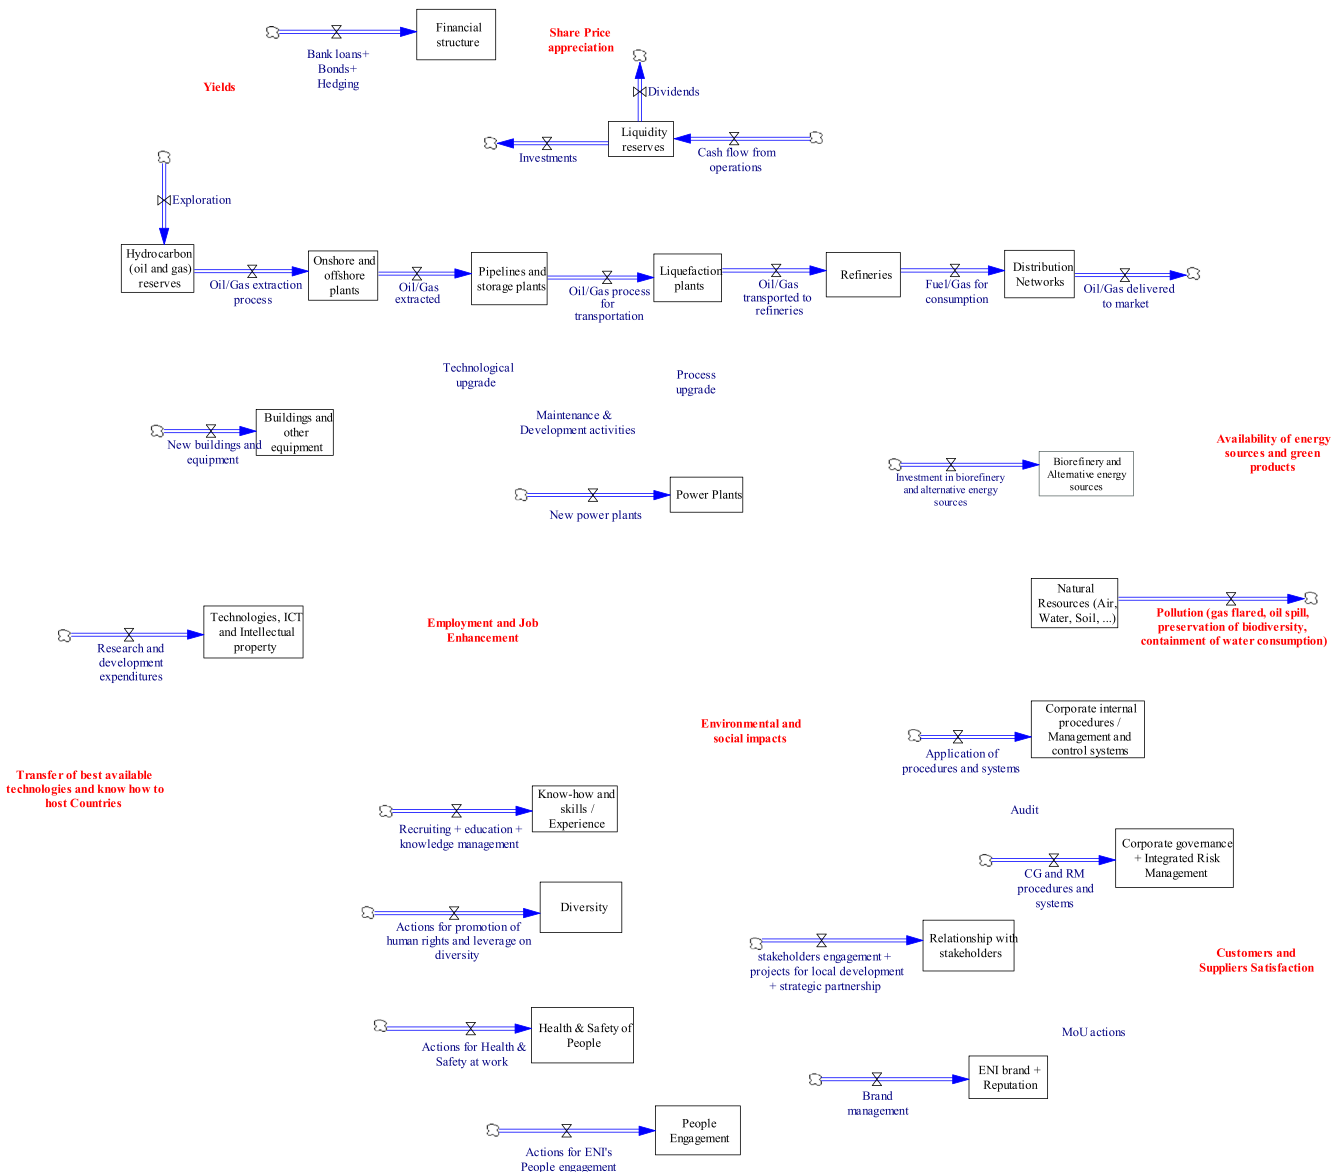 Financial
structure
Share Price
appreciation
Bank loans+
Bonds+
Hedging
Yields
Dividends
Liquidity
reserves
Investments
Cash flow from
operations
Exploration
Hydrocarbon
(oil and gas)
reserves
Oil/Gas extraction
process
Onshore and
offshore
plants
Oil/Gas
extracted
Pipelines and
storage plants
Oil/Gas process
for
transportation
Liquefaction
plants
Oil/Gas
transported to
refineries
Refineries
Fuel/Gas for
consumption
Distribution
Networks
Oil/Gas delivered
to market
Technological
upgrade
Process
upgrade
Maintenance &
Development activities
Buildings and
other
equipment
New buildings and
equipment
Availability of energy
sources and green
products
Biorefinery and
Alternative energy
sources
Investment in biorefinery
and alternative energy
sources
Power Plants
New power plants
Natural
Resources (Air,
Water, Soil, ...)
Pollution (gas flared, oil spill,
preservation of biodiversity,
containment of water consumption)
Technologies, ICT
and Intellectual
property
Research and
development
expenditures
Employment and Job
Enhancement
Environmental and
social impacts
Corporate internal
procedures /
Management and
control systems
Application of
procedures and systems
Transfer of best available
technologies and know how to
host Countries
Know-how and
skills /
Experience
Recruiting + education +
knowledge management
Audit
Corporate governance
+ Integrated Risk
Management
CG and RM
procedures and
systems
Diversity
Actions for promotion of
human rights and leverage on
diversity
Relationship with
stakeholders
stakeholders engagement +
projects for local development
+ strategic partnership
Customers and
Suppliers Satisfaction
Health & Safety of
People
Actions for Health &
Safety at work
MoU actions
ENI brand +
Reputation
Brand
management
People
Engagement
Actions for ENI's
People engagement